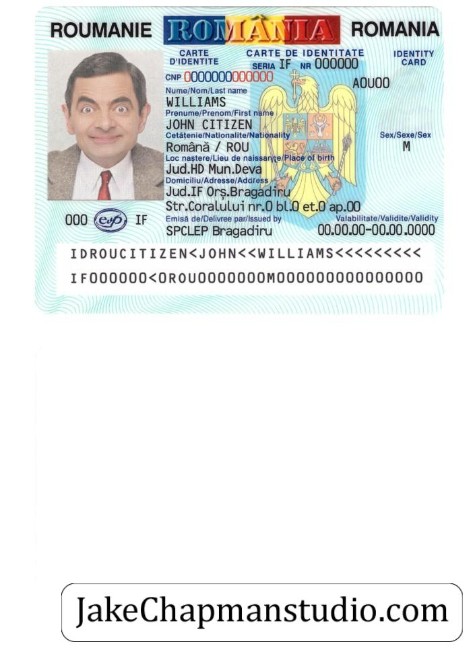 ROUMANIE ROMÂNIA ROMANIA
CARTE D'IDENTITE
CARTE DE IDENTITATE
IDENTITY CARD
SERIA IF NR 000000
CNP 0000000000000
A0U00
Nume/Nom/Last name
WILLIAMS
Prenume/Prenom/First name
JOHN CITIZEN
Cetăţenie/Nationalite/Nationality
Sex/Sexe/Sex
Română / ROU
M
Loc nastere/Lieu de naissance/Place of birth
Jud.HD Mun.Deva
Domiciliu/Adresse/Address
Jud.IF Orş.Bragadiru
Str.Coralului nr.0 bl.0 et.0 ap.00
000 IF
Emisă de/Delivree par/Issued by
Valabilitate/Validite/Validity
SPCLEP Bragadiru
00.00.00-00.00.0000
IDROUCITIZEN<JOHN<<WILLIAMS<<<<<<<<<
IF000000<0ROU0000000M000000000000000
JakeChapmanstudio.com